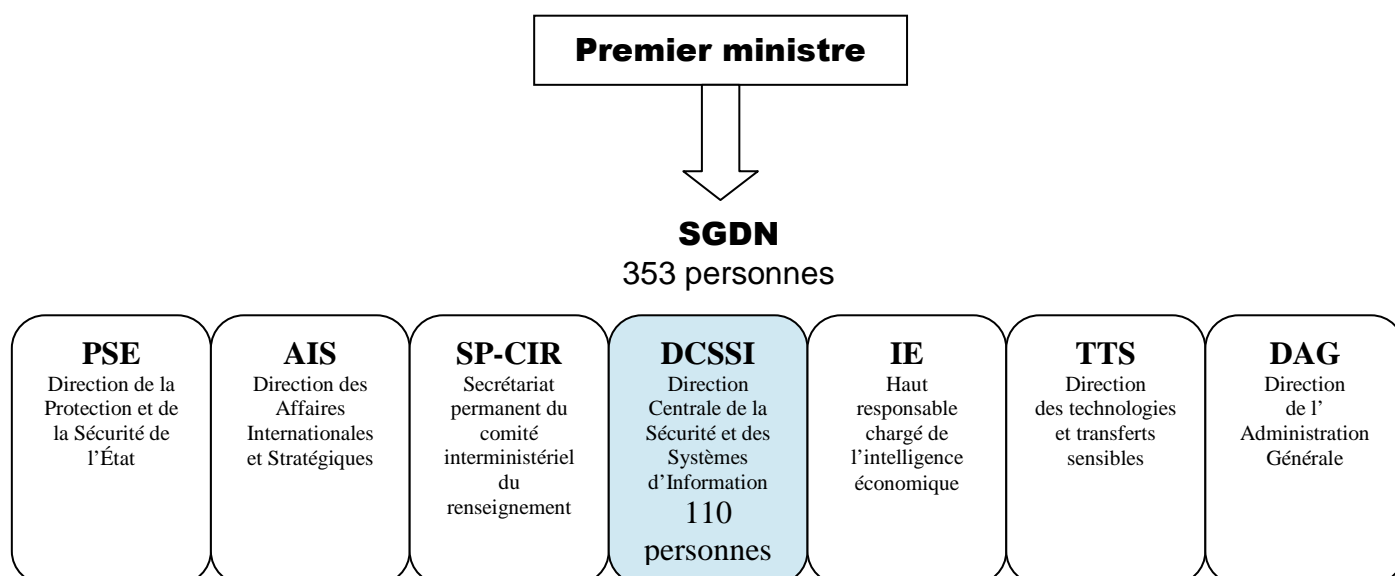 Premier ministre
SGDN
353 personnes
PSE
Direction de la
Protection et de
la Sécurité de
l’État
AIS
Direction des
Affaires
Internationales
et Stratégiques
SP-CIR
Secrétariat
permanent du
comité
interministériel
du
renseignement
DCSSI
Direction
Centrale de la
Sécurité et des
Systèmes
d’Information
110
personnes
IE
Haut
responsable
chargé de
l’intelligence
économique
TTS
Direction
des technologies
et transferts
sensibles
DAG
Direction
de l’
Administration
Générale